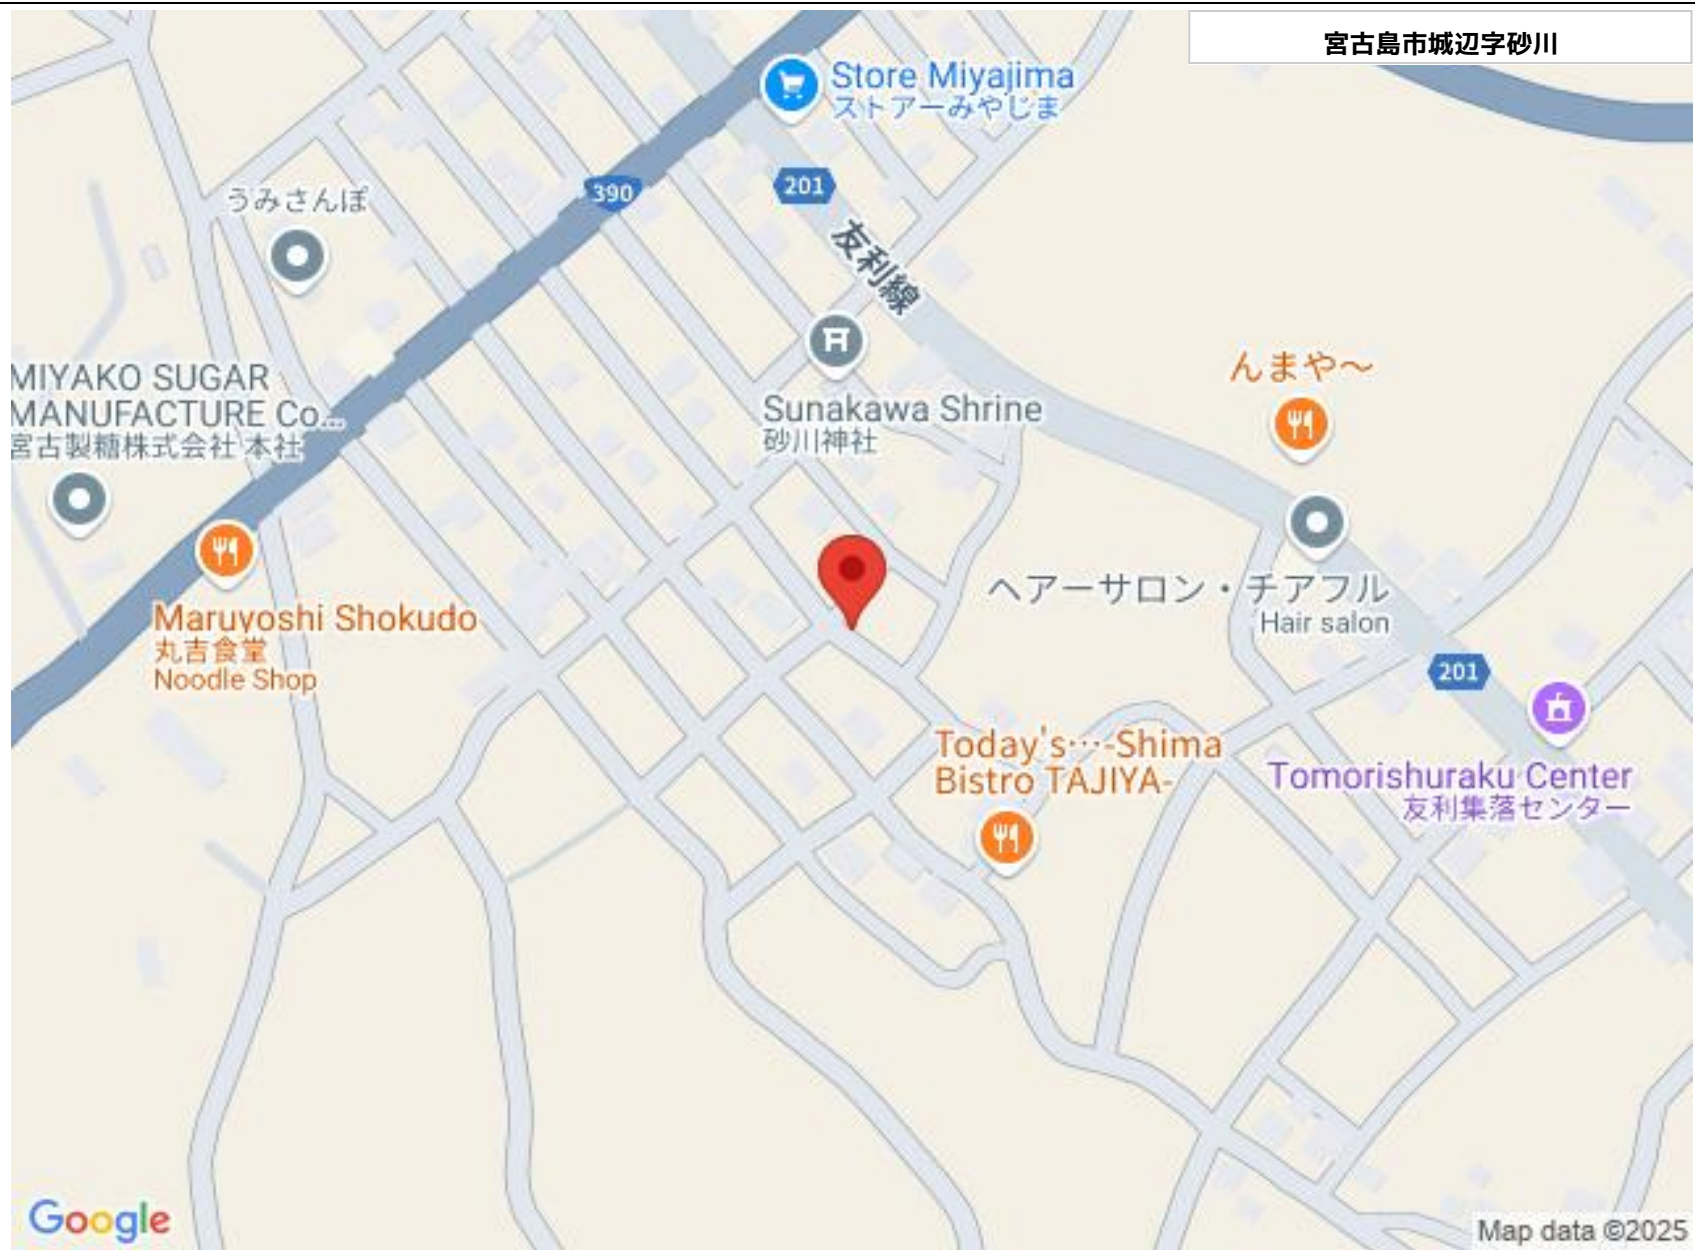 宮古島市城辺字砂川
Store Miyajima
ストアーみやじま
390
201
うみさんぽ
友利線
MIYAKO SUGAR
MANUFACTURE Co...
宮古製糖株式会社 本社
Sunakawa Shrine
砂川神社
んまや～
Maruyoshi Shokudo
丸吉食堂
Noodle Shop
ヘアーサロン・チアフル
Hair salon
201
Today's…-Shima
Bistro TAJIYA-
Tomorishuraku Center
友利集落センター
Google
Map data ©2025